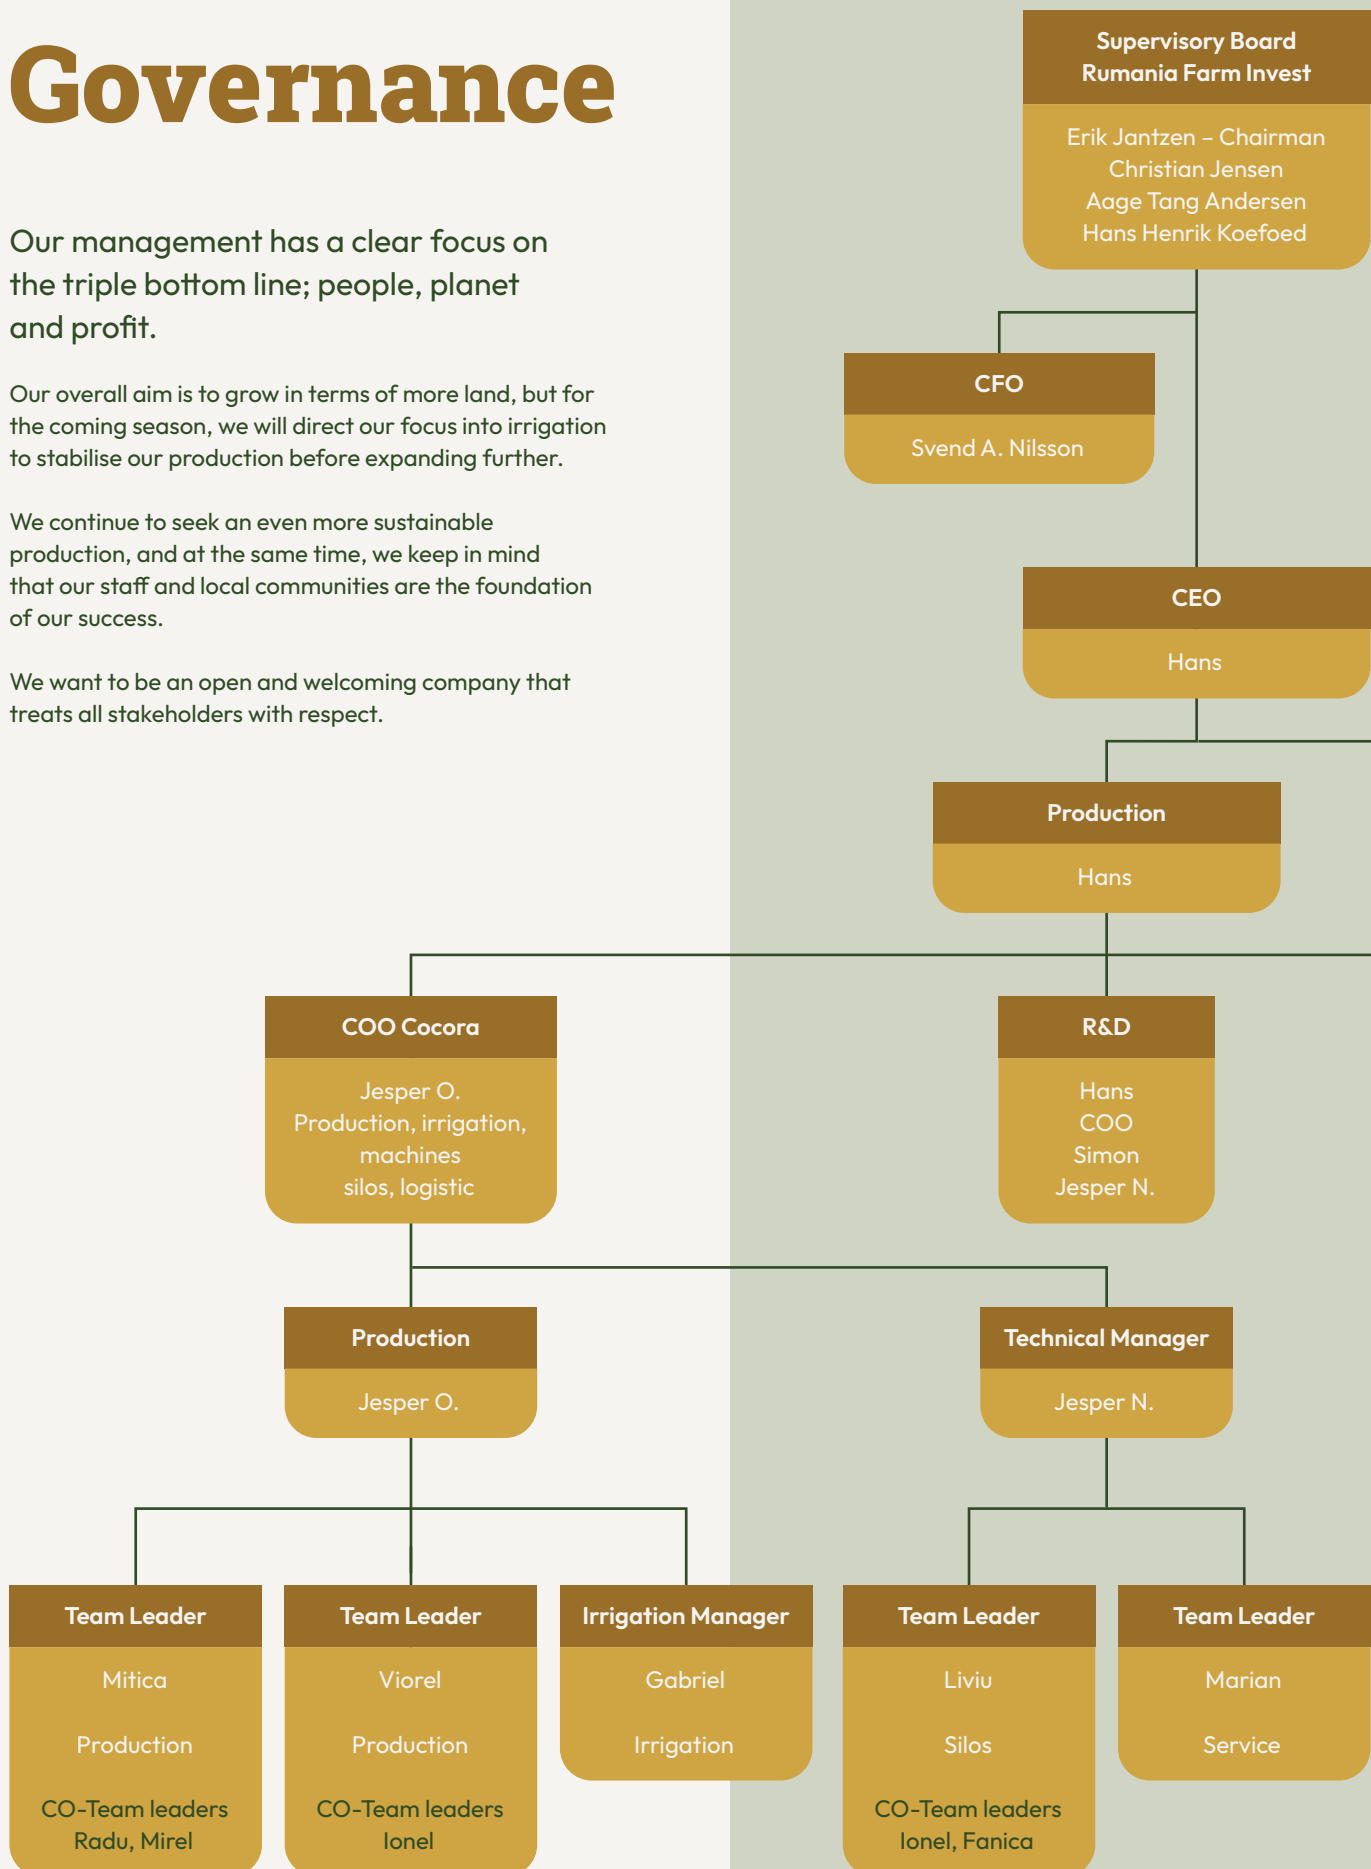 Governance
Our management has a clear focus on
the triple bottom line; people, planet
and profit.
Our overall aim is to grow in terms of more land, but for
the coming season, we will direct our focus into irrigation
to stabilise our production before expanding further.
We continue to seek an even more sustainable
production, and at the same time, we keep in mind
that our staff and local communities are the foundation
of our success.
We want to be an open and welcoming company that
treats all stakeholders with respect.
Supervisory Board
Rumania Farm Invest
Erik Jantzen – Chairman
Christian Jensen
Aage Tang Andersen
Hans Henrik Koefoed
CFO
Svend A. Nilsson
CEO
Hans
Production
Hans
COO Cocora
Jesper O.
Production, irrigation,
machines
silos, logistic
R&D
Hans
COO
Simon
Jesper N.
Production
Jesper O.
Technical Manager
Jesper N.
Team Leader
Mitica
Production
CO-Team leaders
Radu, Mirel
Team Leader
Viorel
Production
CO-Team leaders
Ionel
Irrigation Manager
Gabriel
Irrigation
Team Leader
Liviu
Silos
CO-Team leaders
Ionel, Fanica
Team Leader
Marian
Service